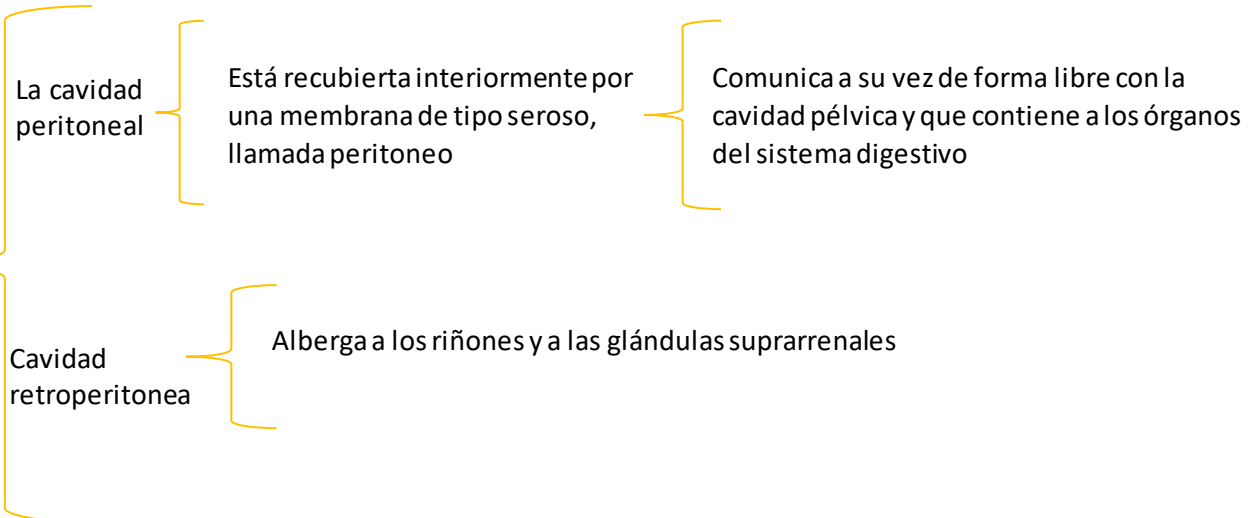 La cavidad
peritoneal
Está recubierta interiormente por
una membrana de tipo seroso,
llamada peritoneo
Comunica a su vez de forma libre con la
cavidad pélvica y que contiene a los órganos
del sistema digestivo
Cavidad
retroperitonea
Alberga a los riñones y a las glándulas suprarrenales